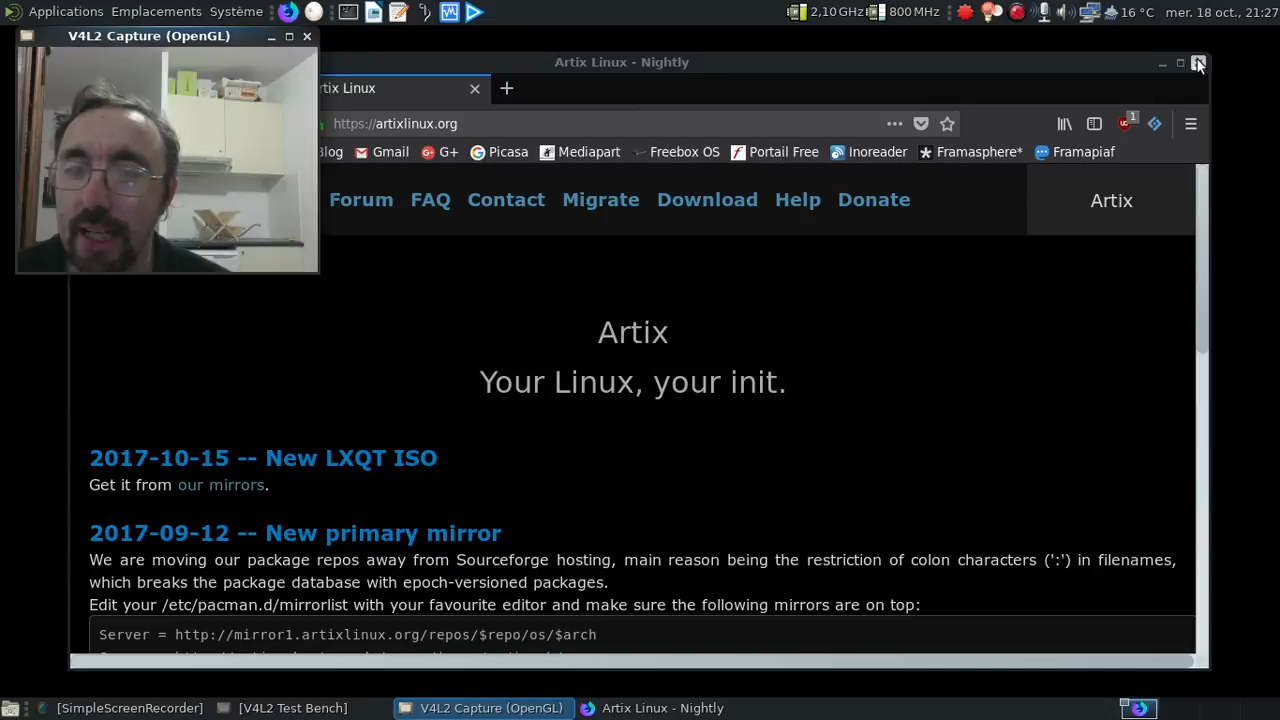 Applications Emplacements Système 2,10 GHz 800 MHz 16 °C mer. 18 oct., 21:27
V4L2 Capture (OpenGL)
Artix Linux - Nightly
rtix Linux
https://artixlinux.org
1
log Gmail G+ Picasa Mediapart Freebox OS Portail Free Inoreader Framasphere* Framapiaf
Forum FAQ Contact Migrate Download Help Donate Artix
Artix
Your Linux, your init.
2017-10-15 -- New LXQT ISO
Get it from our mirrors.
2017-09-12 -- New primary mirror
We are moving our package repos away from Sourceforge hosting, main reason being the restriction of colon characters (':') in filenames,
which breaks the package database with epoch-versioned packages.
Edit your /etc/pacman.d/mirrorlist with your favourite editor and make sure the following mirrors are on top:
Server = http://mirror1.artixlinux.org/repos/$repo/os/$arch
[SimpleScreenRecorder] [V4L2 Test Bench] V4L2 Capture (OpenGL) Artix Linux - Nightly